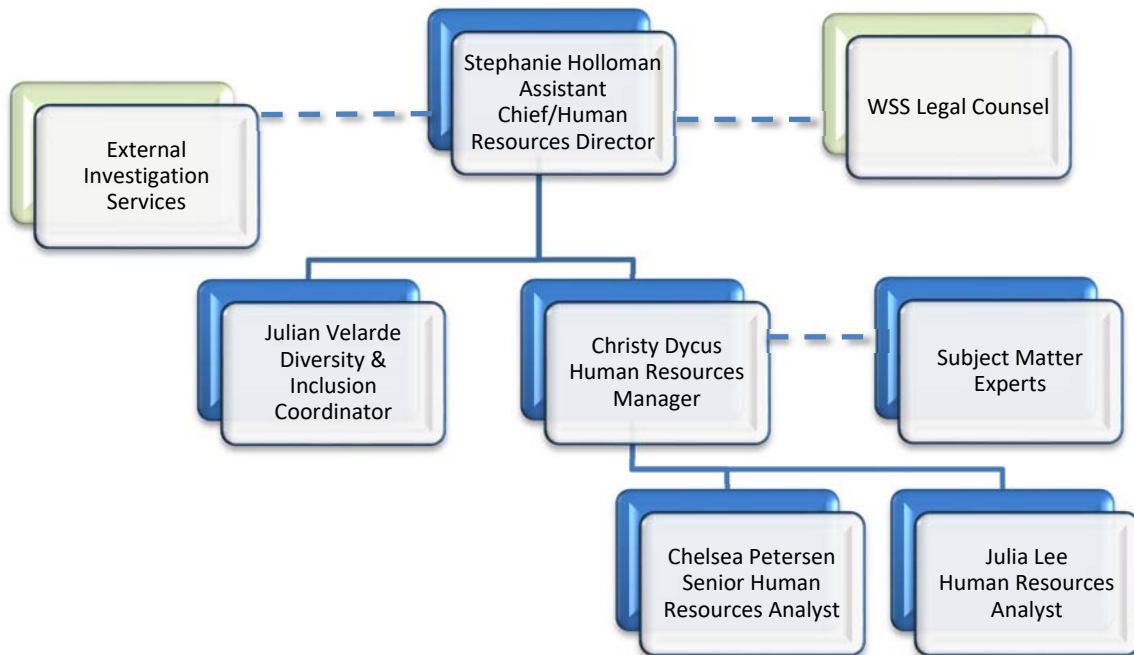 Stephanie Holloman
Assistant
Chief/Human
Resources Director
WSS Legal Counsel
External
Investigation
Services
Julian Velarde
Diversity &
Inclusion
Coordinator
Christy Dycus
Human Resources
Manager
Subject Matter
Experts
Chelsea Petersen
Senior Human
Resources Analyst
Julia Lee
Human Resources
Analyst